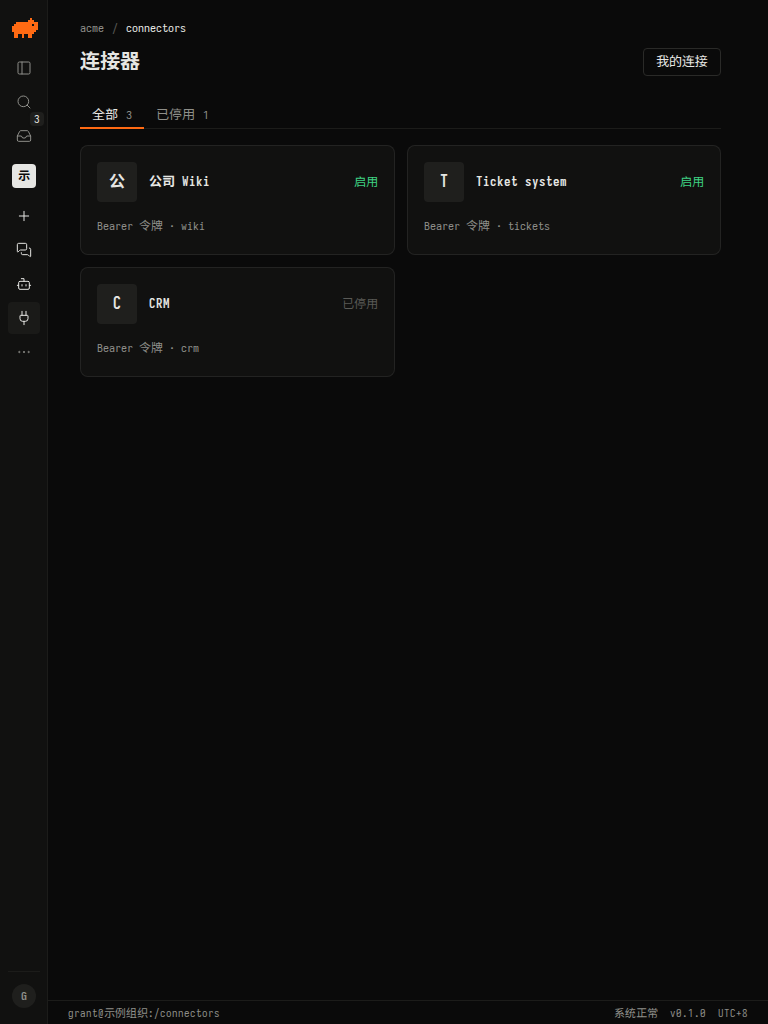 acme / connectors
连接器
我的连接
全部 3 已停用 1
3
示
公 公司 Wiki 启用
Bearer 令牌 · wiki
T Ticket system 启用
Bearer 令牌 · tickets
C CRM 已停用
Bearer 令牌 · crm
G
grant@示例组织:/connectors 系统正常 v0.1.0 UTC+8